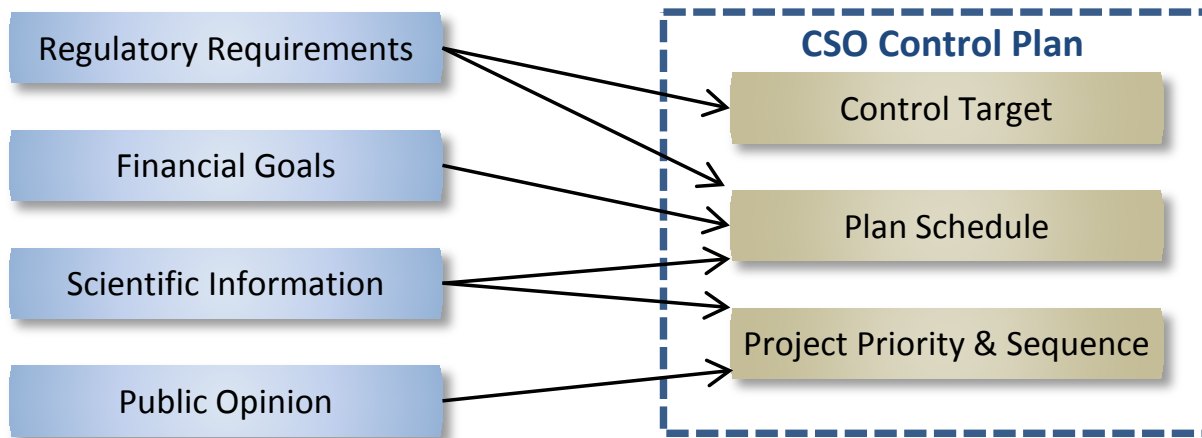 Regulatory Requirements
Financial Goals
Scientific Information
Public Opinion
CSO Control Plan
Control Target
Plan Schedule
Project Priority & Sequence